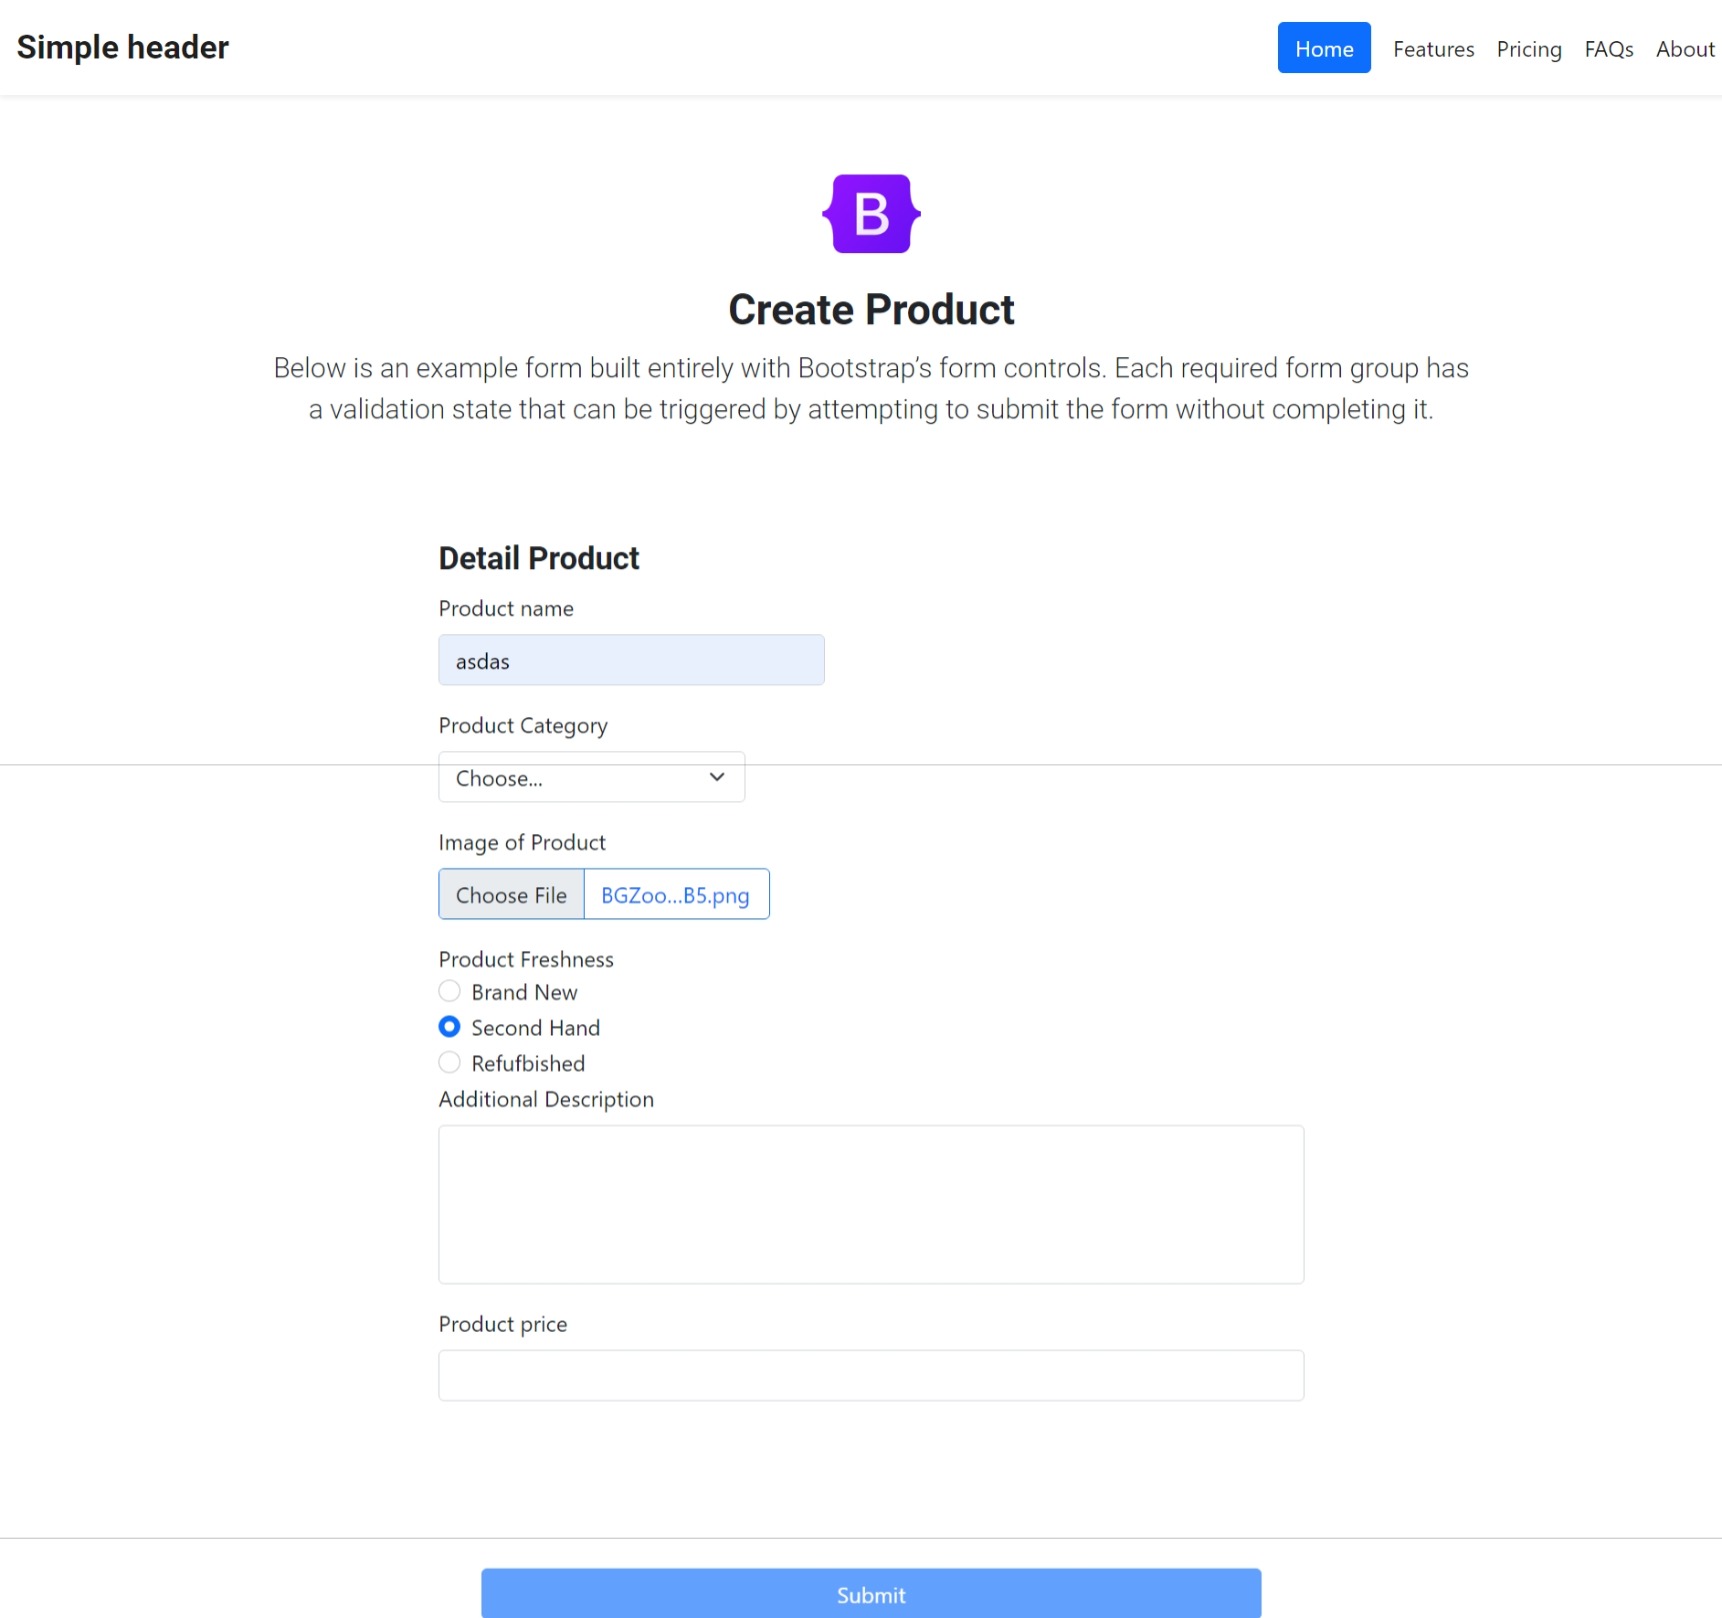 Simple header
Home Features Pricing FAQs About
B
Create Product
Below is an example form built entirely with Bootstrap’s form controls. Each required form group has
a validation state that can be triggered by attempting to submit the form without completing it.
Detail Product
Product name
asdas
Product Category
Choose...
Image of Product
Choose File BGZoo...B5.png
Product Freshness
Brand New
Second Hand
Refufbished
Additional Description
Product price
Submit